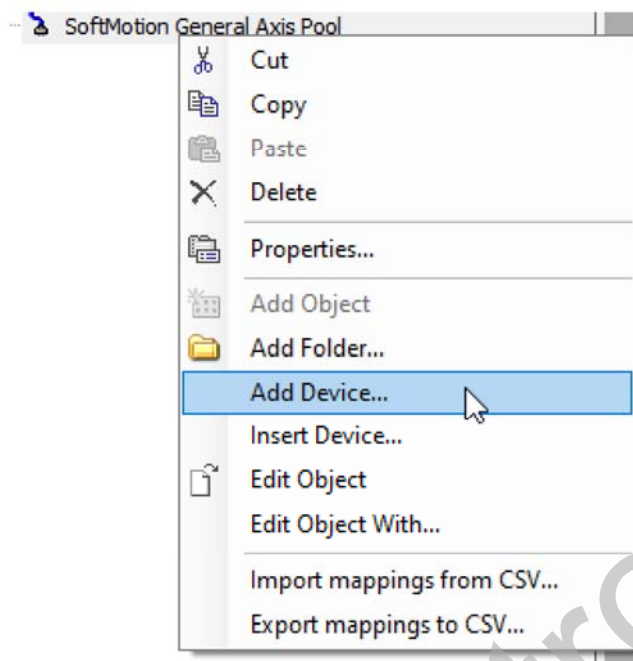 SoftMotion General Axis Pool
Cut
Copy
Paste
Delete
Properties...
Add Object
Add Folder...
Add Device...
Insert Device...
Edit Object
Edit Object With...
Import mappings from CSV...
Export mappings to CSV...